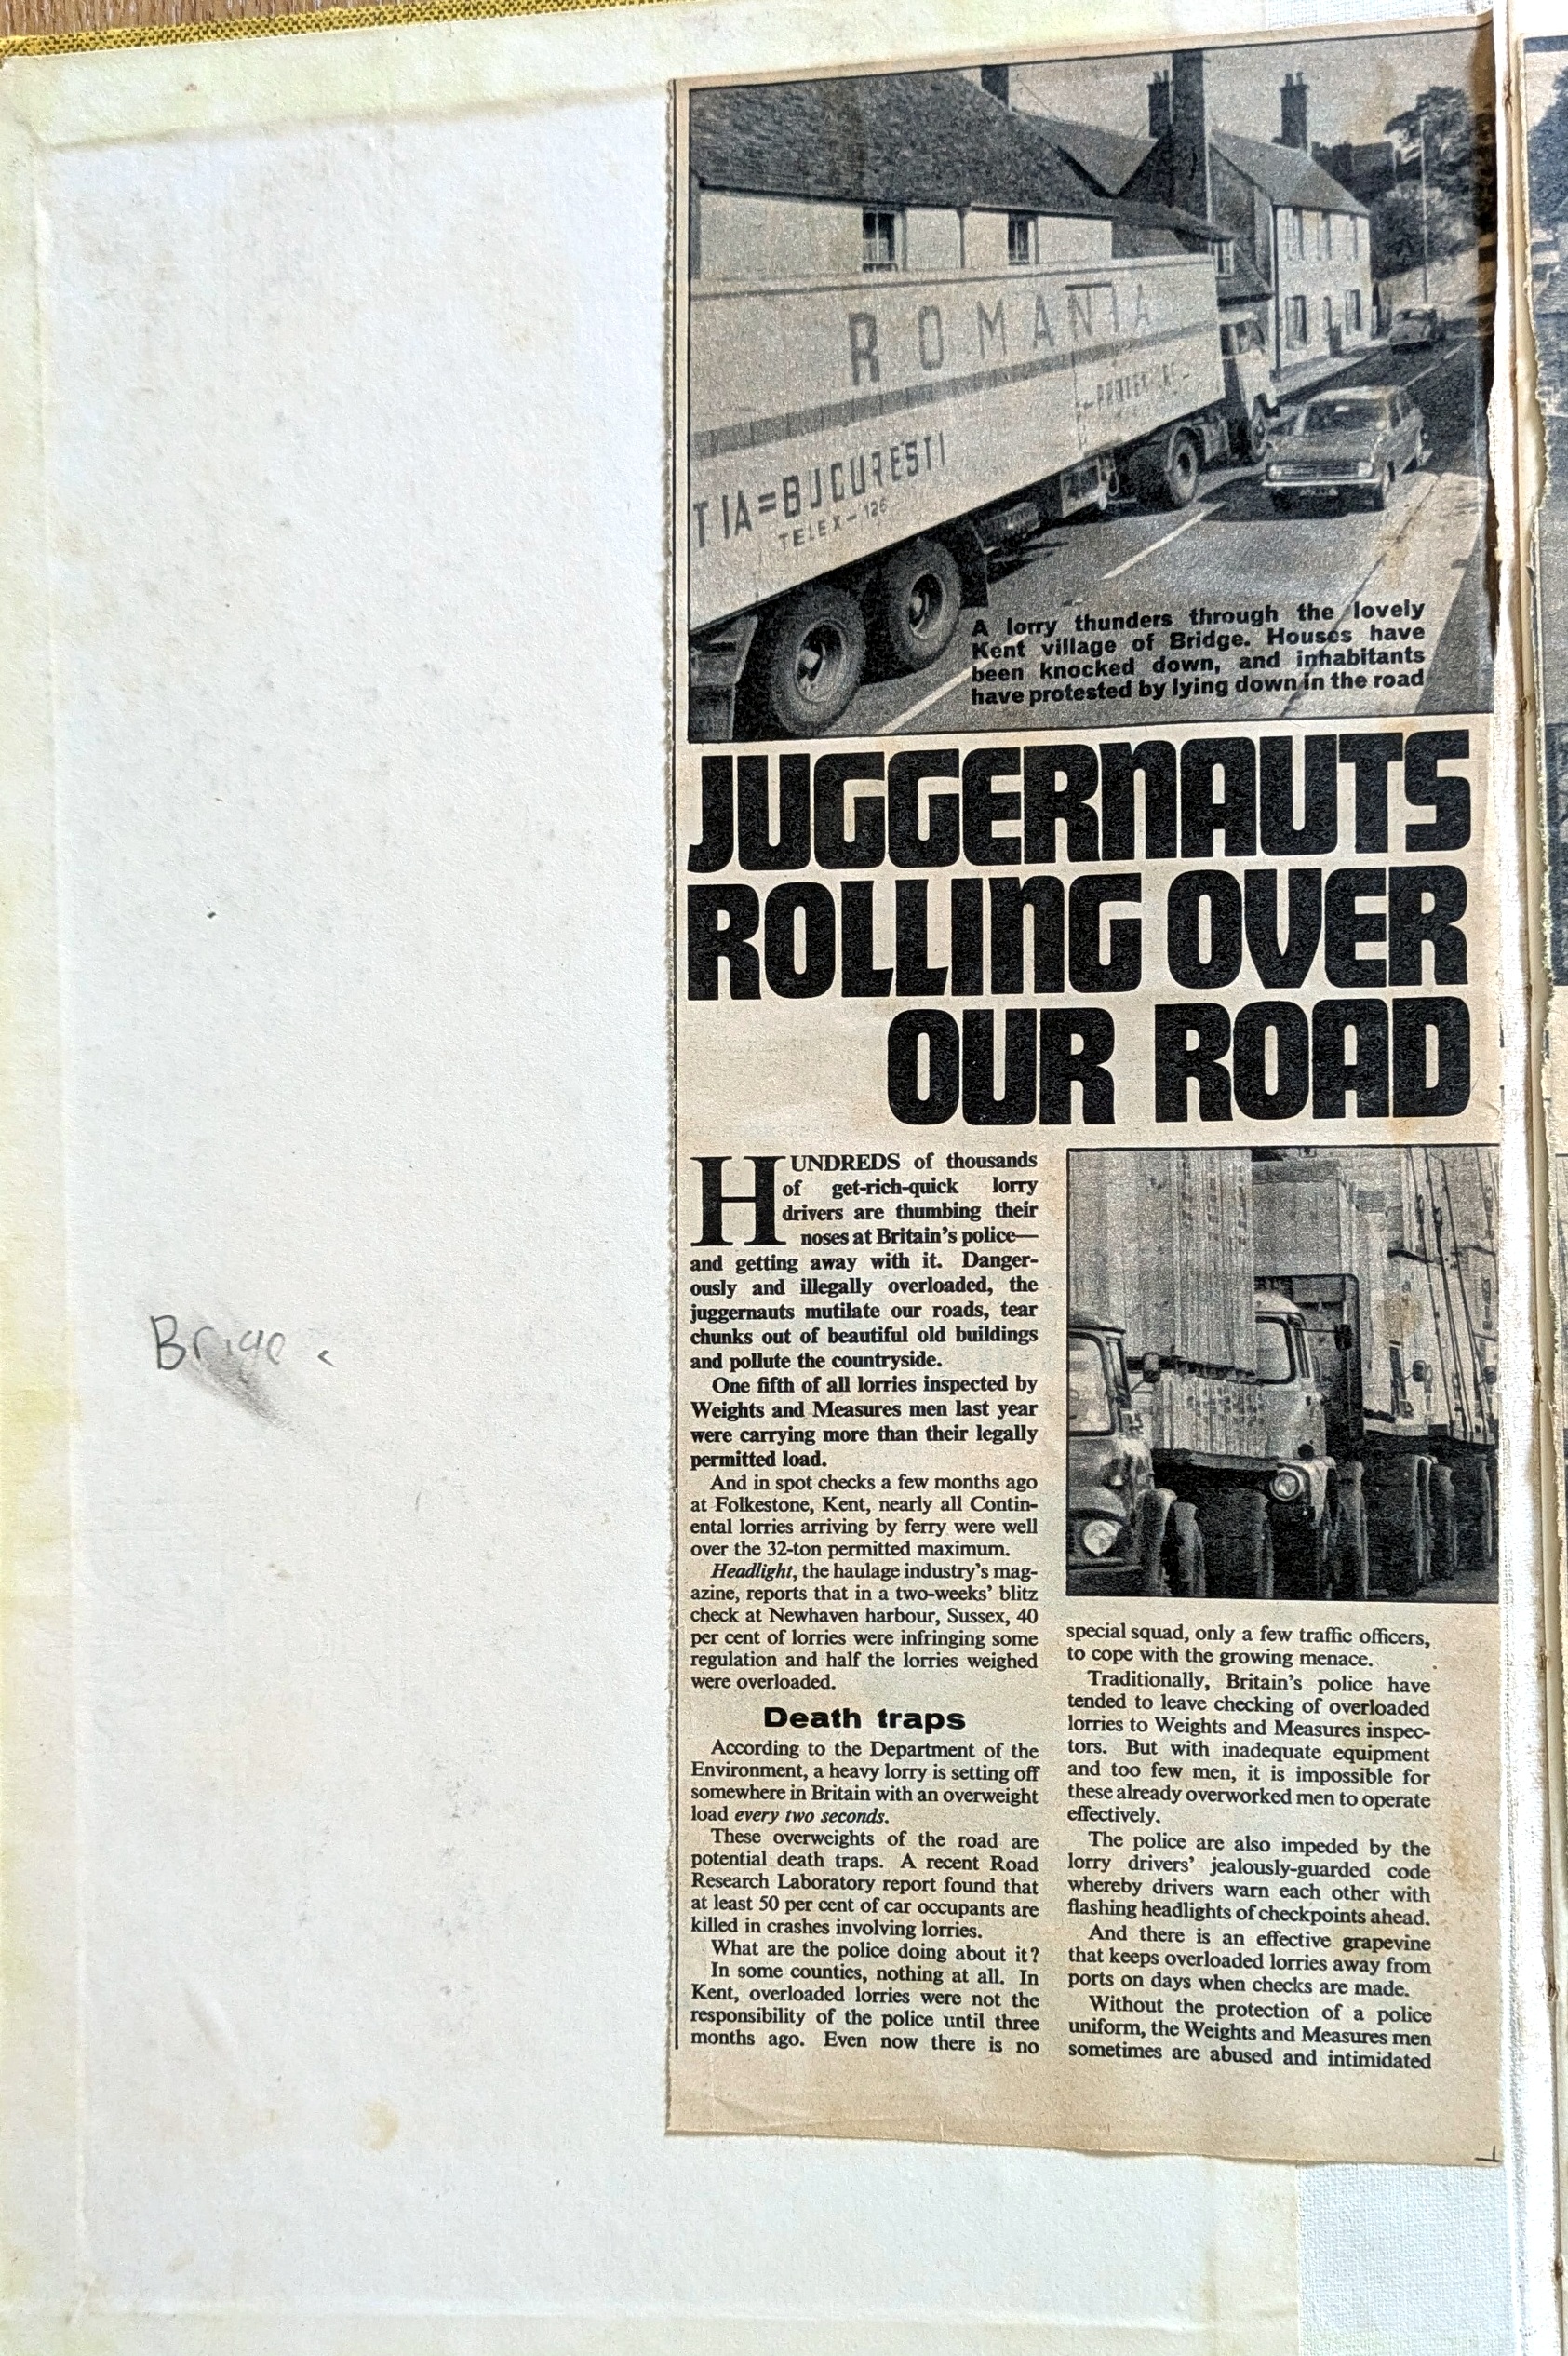 ROMANIA
TIA=BUCURESTI
TELEX-126
A lorry thunders through the lovely
Kent village of Bridge. Houses have
been knocked down, and inhabitants
have protested by lying down in the road
JUGGERNAUTS
ROLLING OVER
OUR ROAD
HUNDREDS of thousands
of get-rich-quick lorry
drivers are thumbing their
noses at Britain's police—
and getting away with it. Danger-
ously and illegally overloaded, the
juggernauts mutilate our roads, tear
chunks out of beautiful old buildings
and pollute the countryside.
One fifth of all lorries inspected by
Weights and Measures men last year
were carrying more than their legally
permitted load.
And in spot checks a few months ago
at Folkestone, Kent, nearly all Contin-
ental lorries arriving by ferry were well
over the 32-ton permitted maximum.
Headlight, the haulage industry's mag-
azine, reports that in a two-weeks' blitz
check at Newhaven harbour, Sussex, 40
per cent of lorries were infringing some
regulation and half the lorries weighed
were overloaded.
Death traps
According to the Department of the
Environment, a heavy lorry is setting off
somewhere in Britain with an overweight
load every two seconds.
These overweights of the road are
potential death traps. A recent Road
Research Laboratory report found that
at least 50 per cent of car occupants are
killed in crashes involving lorries.
What are the police doing about it?
In some counties, nothing at all. In
Kent, overloaded lorries were not the
responsibility of the police until three
months ago. Even now there is no
special squad, only a few traffic officers,
to cope with the growing menace.
Traditionally, Britain's police have
tended to leave checking of overloaded
lorries to Weights and Measures inspec-
tors. But with inadequate equipment
and too few men, it is impossible for
these already overworked men to operate
effectively.
The police are also impeded by the
lorry drivers' jealously-guarded code
whereby drivers warn each other with
flashing headlights of checkpoints ahead.
And there is an effective grapevine
that keeps overloaded lorries away from
ports on days when checks are made.
Without the protection of a police
uniform, the Weights and Measures men
sometimes are abused and intimidated